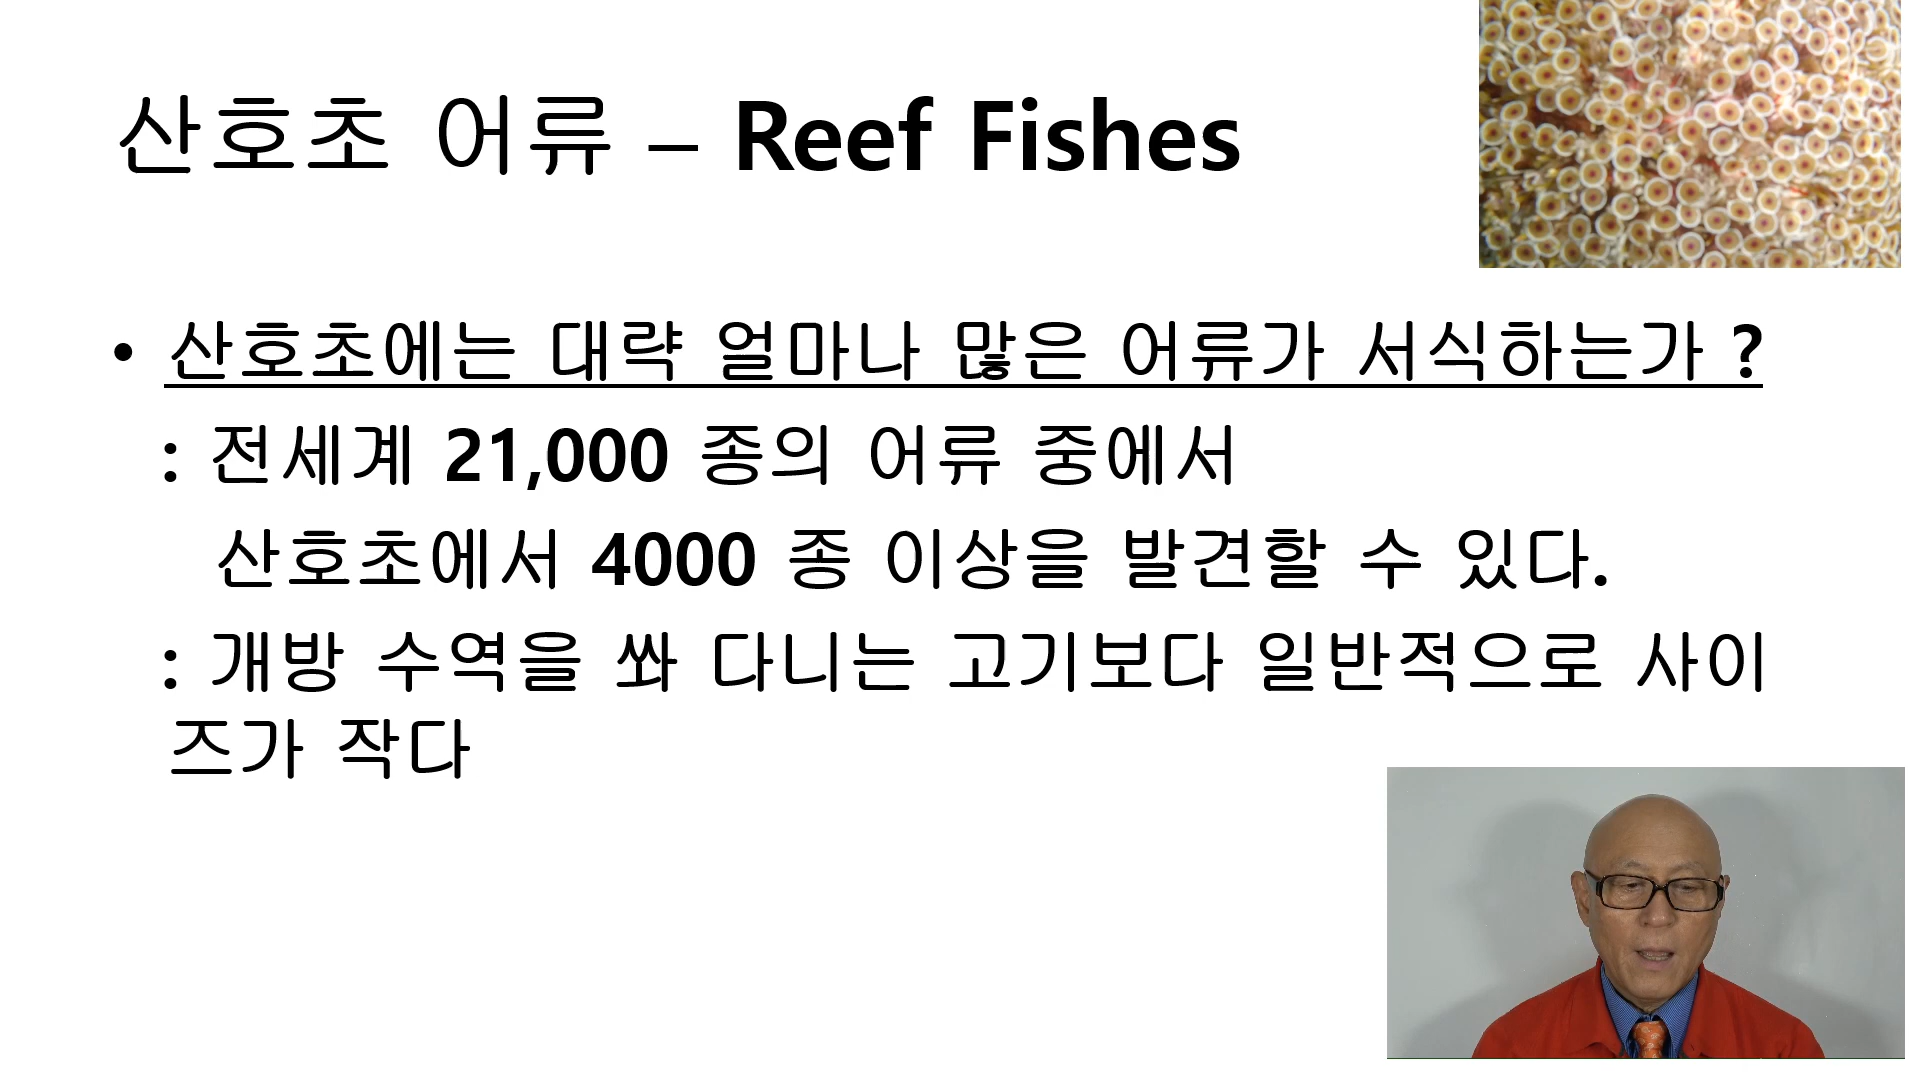 산호초 어류 – Reef Fishes
• 산호초에는 대략 얼마나 많은 어류가 서식하는가 ?
: 전세계 21,000 종의 어류 중에서
산호초에서 4000 종 이상을 발견할 수 있다.
: 개방 수역을 쏴 다니는 고기보다 일반적으로 사이
즈가 작다